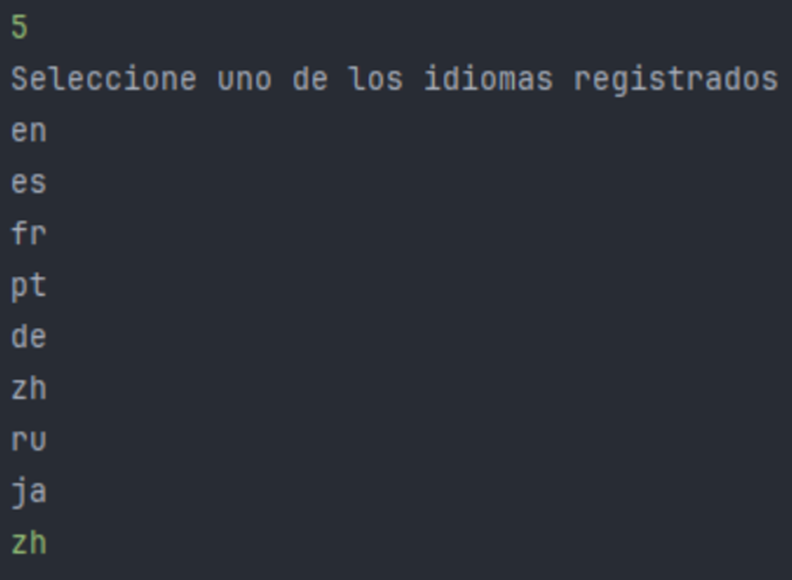 5
Seleccione uno de los idiomas registrados
en
es
fr
pt
de
zh
ru
ja
zh